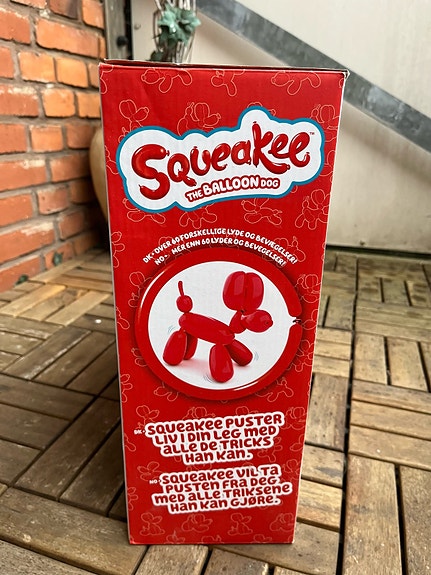 Squeakee™
THE BALLOON DOG
DK- OVER 60 FORSKELLIGE LYDE OG BEVÆGELSER!
NO- MER ENN 60 LYDER OG BEVEGELSER!
DK- SQUEAKEE PUSTER
LIV I DIN LEG MED
ALLE DE TRICKS
HAN KAN.
NO- SQUEAKEE VIL TA
PUSTEN FRA DEG
MED ALLE TRIKSENE
HAN KAN GJØRE.